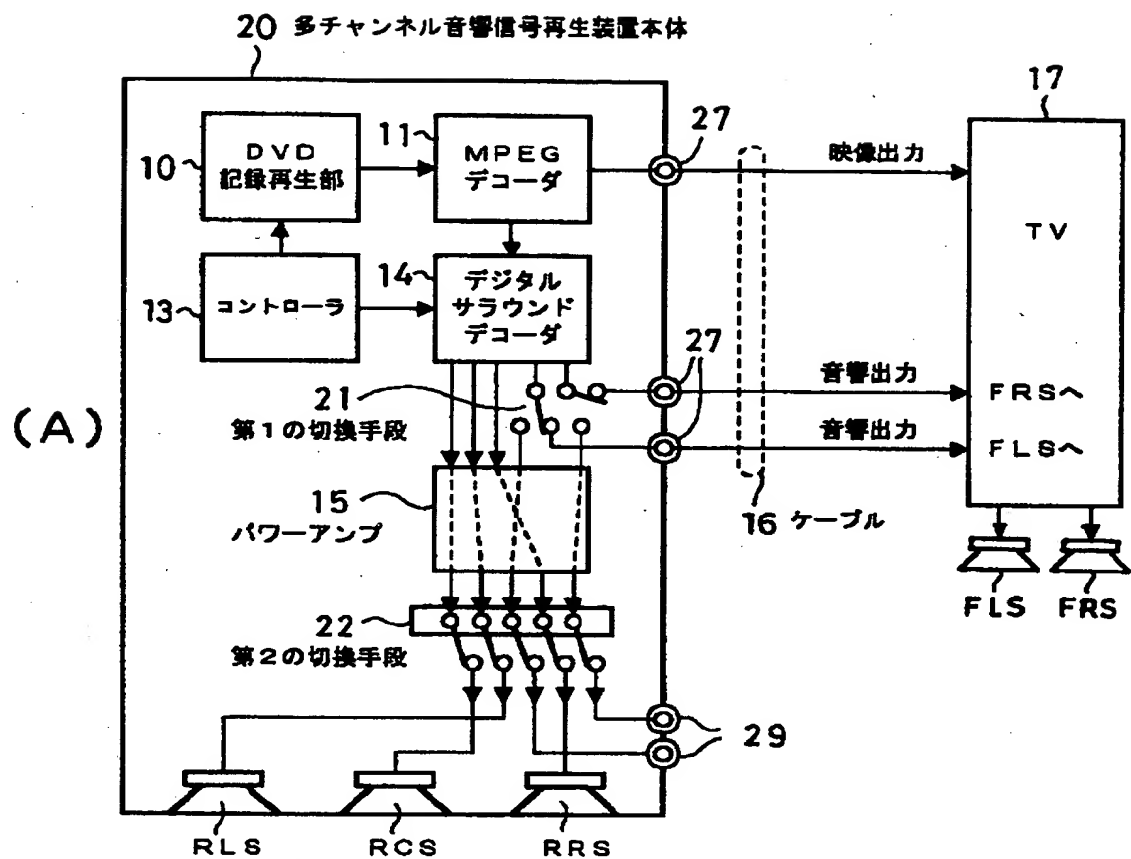 20 多チャンネル音響信号再生装置本体
17
10
DVD
記録再生部
11
MPEG
デコーダ
27
映像出力
TV
13
コントローラ
14
デジタル
サラウンド
デコーダ
27
(A)
21
第1の切換手段
音響出力
FRSへ
音響出力
FLSへ
15
パワーアンプ
16 ケーブル
FLS
FRS
22
第2の切換手段
29
RLS
RCS
RRS